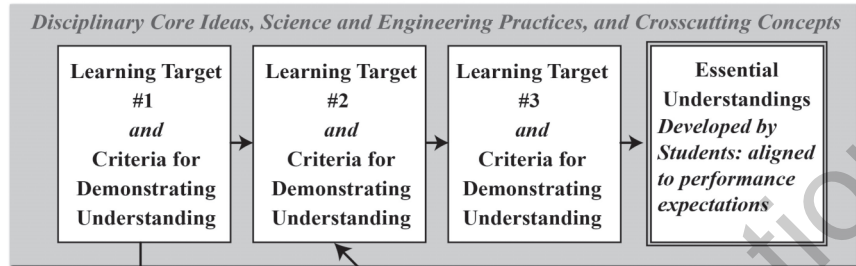 Disciplinary Core Ideas, Science and Engineering Practices, and Crosscutting Concepts
Learning Target
#1
and
Criteria for
Demonstrating
Understanding
Learning Target
#2
and
Criteria for
Demonstrating
Understanding
Learning Target
#3
and
Criteria for
Demonstrating
Understanding
Essential
Understandings
Developed by
Students: aligned
to performance
expectations